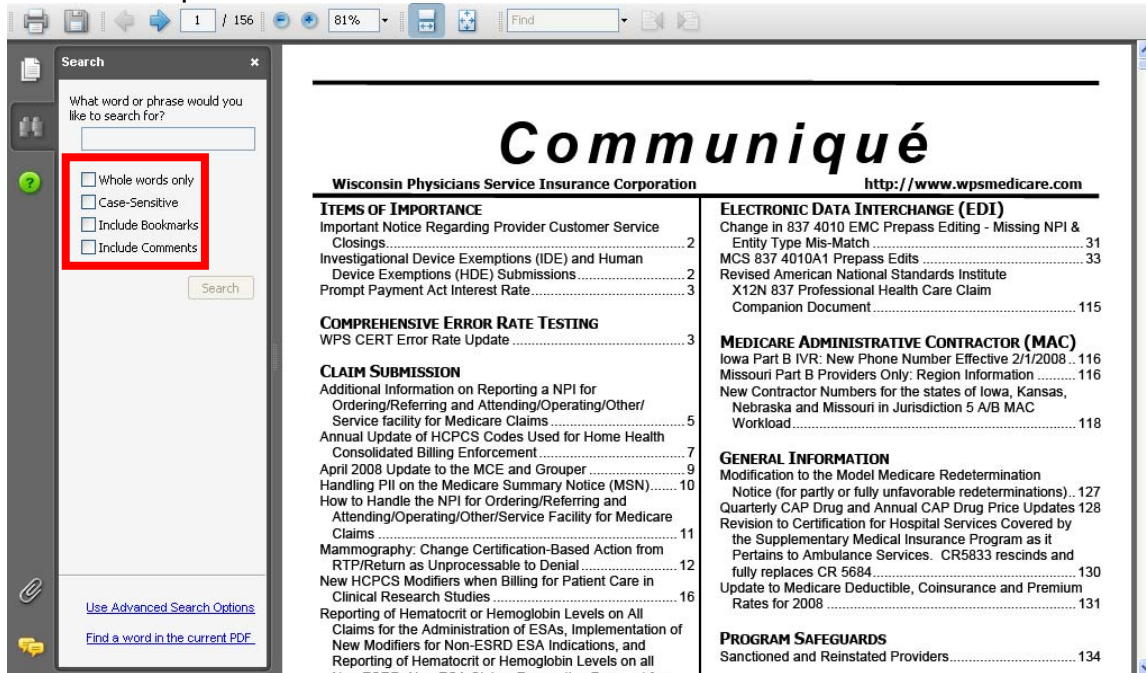 1 / 156 81% Find
Search ×
What word or phrase would you
like to search for?
Whole words only
Case-Sensitive
Include Bookmarks
Include Comments
Search
Use Advanced Search Options
Find a word in the current PDF
Communiqué
Wisconsin Physicians Service Insurance Corporation http://www.wpsmedicare.com
ITEMS OF IMPORTANCE
Important Notice Regarding Provider Customer Service
Closings.....2
Investigational Device Exemptions (IDE) and Human
Device Exemptions (HDE) Submissions.....2
Prompt Payment Act Interest Rate.....3
COMPREHENSIVE ERROR RATE TESTING
WPS CERT Error Rate Update.....3
CLAIM SUBMISSION
Additional Information on Reporting a NPI for
Ordering/Referring and Attending/Operating/Other/
Service facility for Medicare Claims.....5
Annual Update of HCPCS Codes Used for Home Health
Consolidated Billing Enforcement.....7
April 2008 Update to the MCE and Grouper.....9
Handling PII on the Medicare Summary Notice (MSN).....10
How to Handle the NPI for Ordering/Referring and
Attending/Operating/Other/Service Facility for Medicare
Claims.....11
Mammography: Change Certification-Based Action from
RTP/Return as Unprocessable to Denial.....12
New HCPCS Modifiers when Billing for Patient Care in
Clinical Research Studies.....16
Reporting of Hematocrit or Hemoglobin Levels on All
Claims for the Administration of ESAs, Implementation of
New Modifiers for Non-ESRD ESA Indications, and
Reporting of Hematocrit or Hemoglobin Levels on all
ELECTRONIC DATA INTERCHANGE (EDI)
Change in 837 4010 EMC Prepass Editing - Missing NPI &
Entity Type Mis-Match.....31
MCS 837 4010A1 Prepass Edits.....33
Revised American National Standards Institute
X12N 837 Professional Health Care Claim
Companion Document.....115
MEDICARE ADMINISTRATIVE CONTRACTOR (MAC)
Iowa Part B IVR: New Phone Number Effective 2/1/2008..116
Missouri Part B Providers Only: Region Information.....116
New Contractor Numbers for the states of Iowa, Kansas,
Nebraska and Missouri in Jurisdiction 5 A/B MAC
Workload.....118
GENERAL INFORMATION
Modification to the Model Medicare Redetermination
Notice (for partly or fully unfavorable redeterminations)..127
Quarterly CAP Drug and Annual CAP Drug Price Updates 128
Revision to Certification for Hospital Services Covered by
the Supplementary Medical Insurance Program as it
Pertains to Ambulance Services. CR5833 rescinds and
fully replaces CR 5684.....130
Update to Medicare Deductible, Coinsurance and Premium
Rates for 2008.....131
PROGRAM SAFEGUARDS
Sanctioned and Reinstated Providers.....134